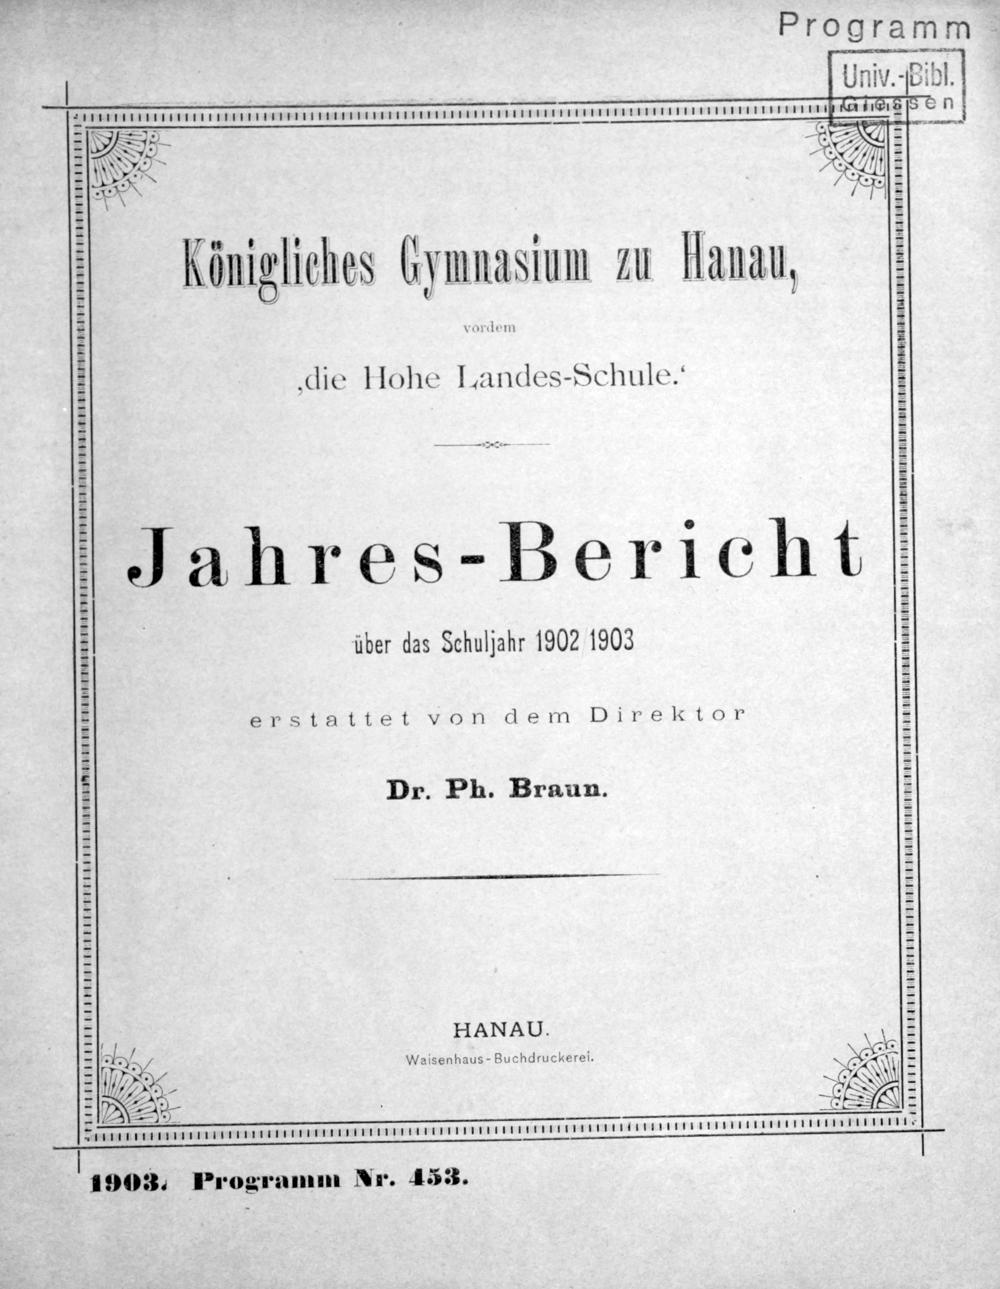 Programm
Univ.-Bibl.
Giessen
Königliches Gymnasium zu Hanau,
vordem
‚die Hohe Landes-Schule.‘
Jahres-Bericht
über das Schuljahr 1902/1903
erstattet von dem Direktor
Dr. Ph. Braun.
HANAU.
Waisenhaus-Buchdruckerei.
1903. Programm Nr. 453.